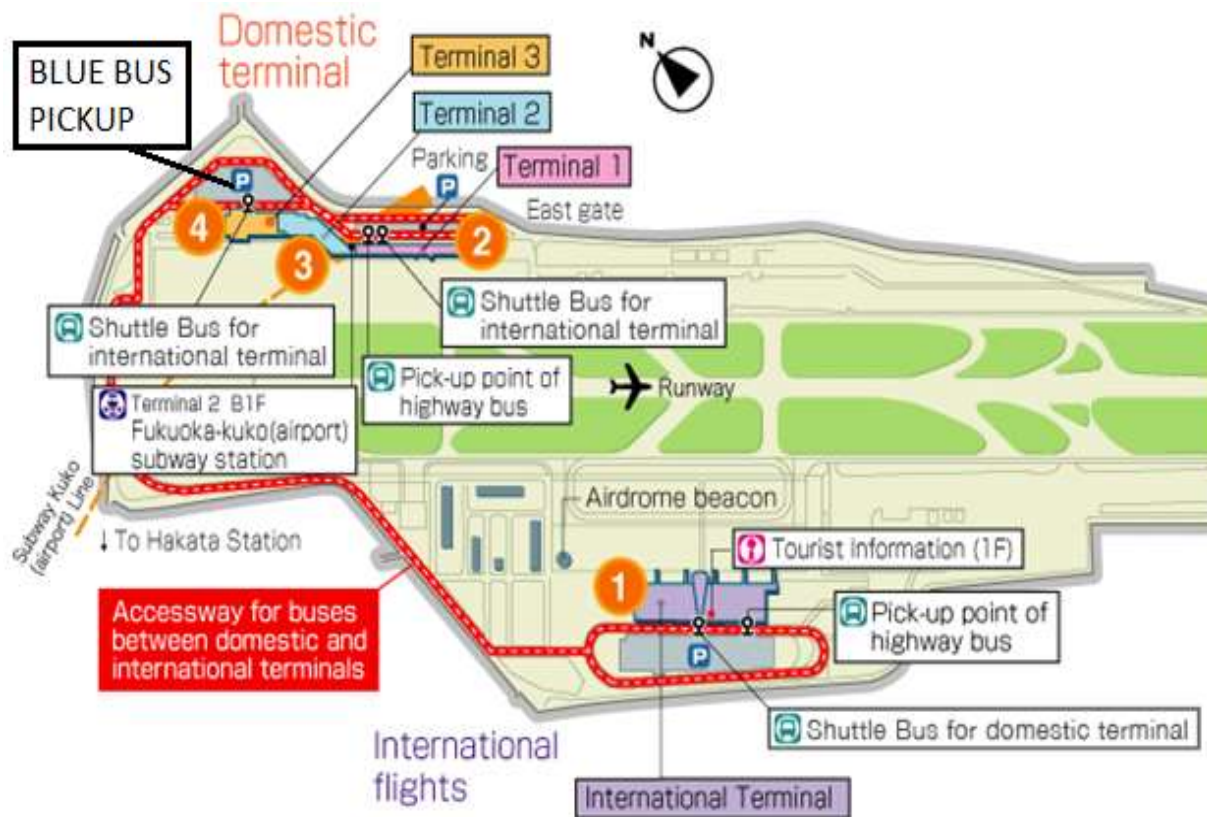 Domestic
terminal
BLUE BUS
PICKUP
Terminal 3
Terminal 2
Parking
P
Terminal 1
East gate
N
P
4
3
2
Shuttle Bus for
international terminal
Shuttle Bus for
international terminal
Pick-up point of
highway bus
Runway
Terminal 2 B1F
Fukuoka-kuko(airport)
subway station
Subway Kuko
(airport) Line
↓ To Hakata Station
Airdrome beacon
Tourist Information (1F)
1
Accessway for buses
between domestic and
international terminals
Pick-up point of
highway bus
P
Shuttle Bus for domestic terminal
International
flights
International Terminal